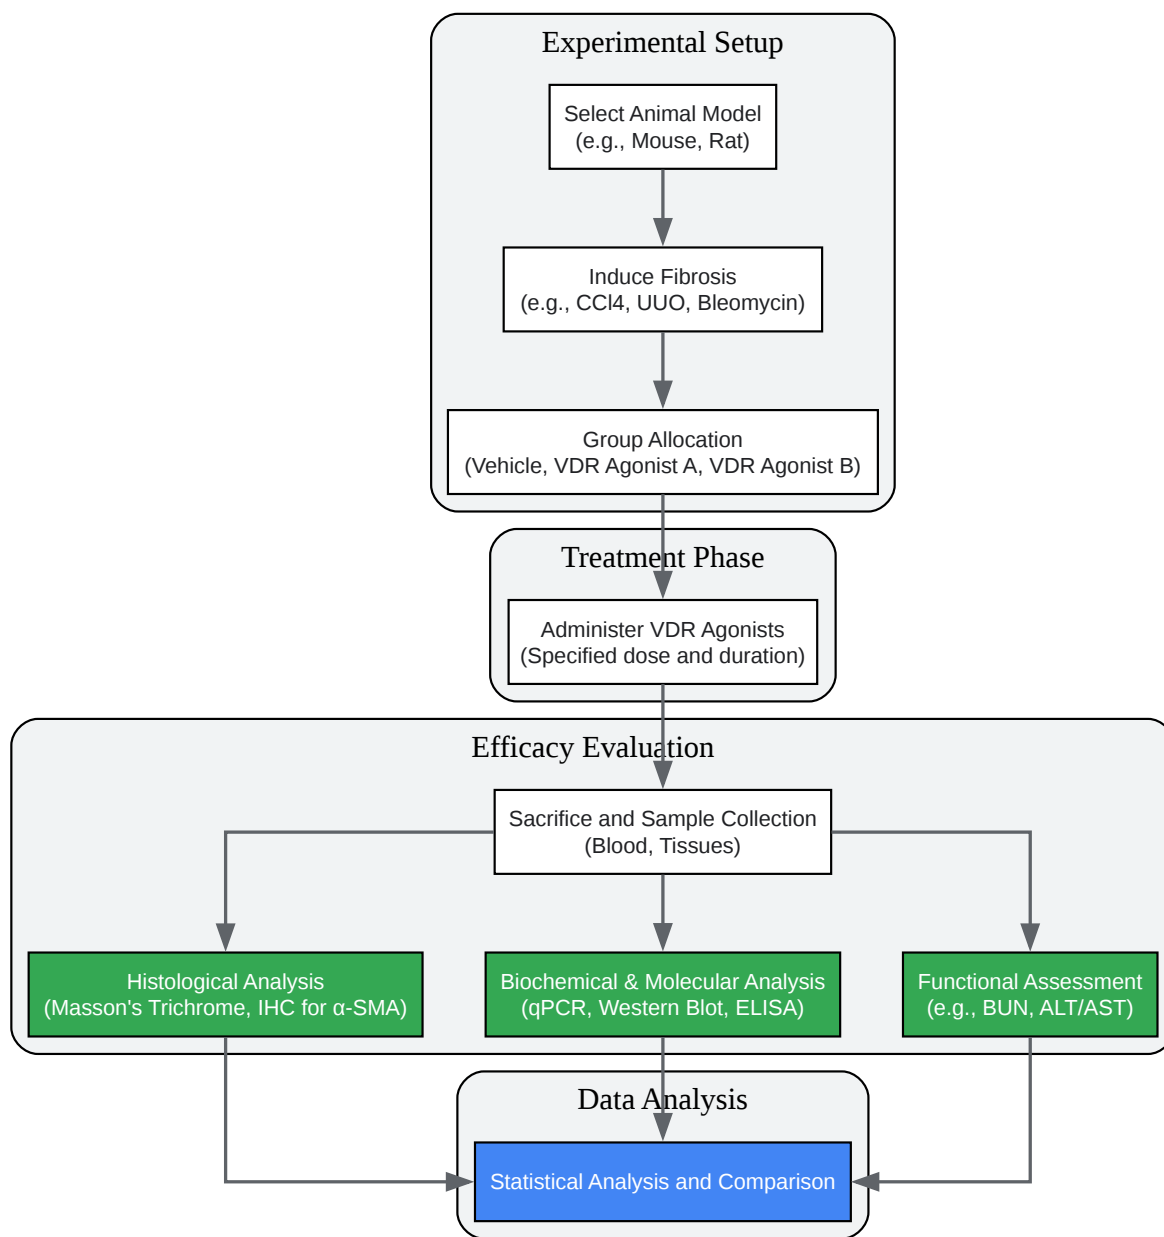 Experimental Setup
Select Animal Model
(e.g., Mouse, Rat)
Induce Fibrosis
(e.g., CCl4, UUO, Bleomycin)
Group Allocation
(Vehicle, VDR Agonist A, VDR Agonist B)
Treatment Phase
Administer VDR Agonists
(Specified dose and duration)
Efficacy Evaluation
Sacrifice and Sample Collection
(Blood, Tissues)
Histological Analysis
(Masson's Trichrome, IHC for α-SMA)
Biochemical & Molecular Analysis
(qPCR, Western Blot, ELISA)
Functional Assessment
(e.g., BUN, ALT/AST)
Data Analysis
Statistical Analysis and Comparison